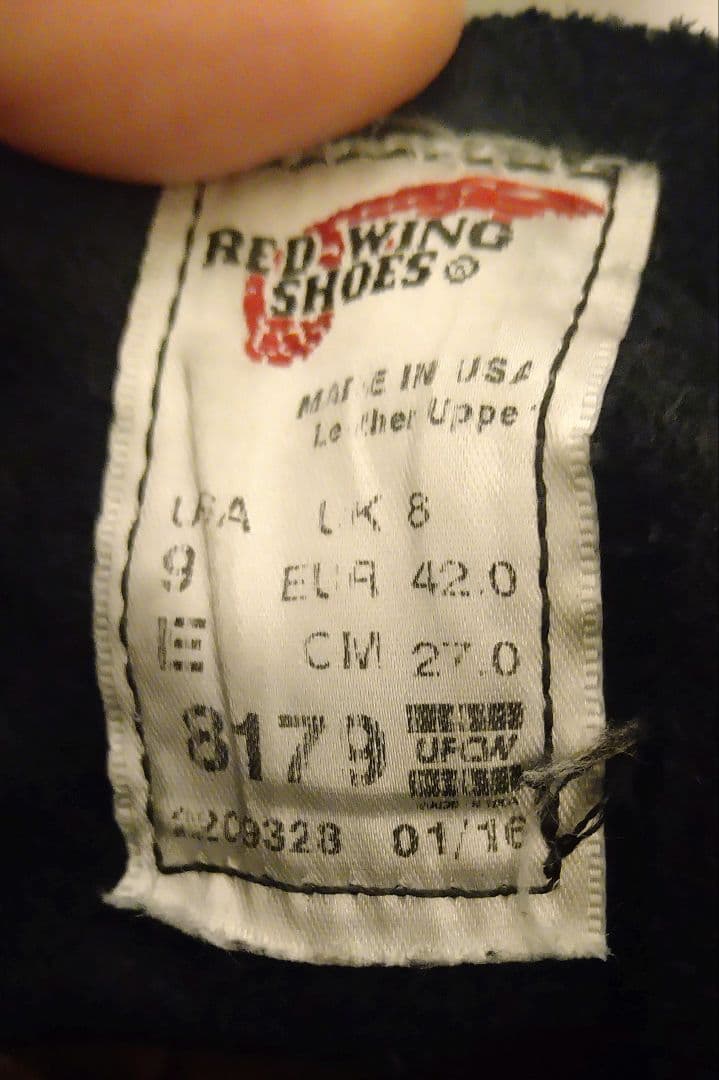 RED WING
SHOES ®
MADE IN USA
Leather Upper
USA UK 8
9 EUR 42.0
E CM 27.0
8179 UFCW
01/16